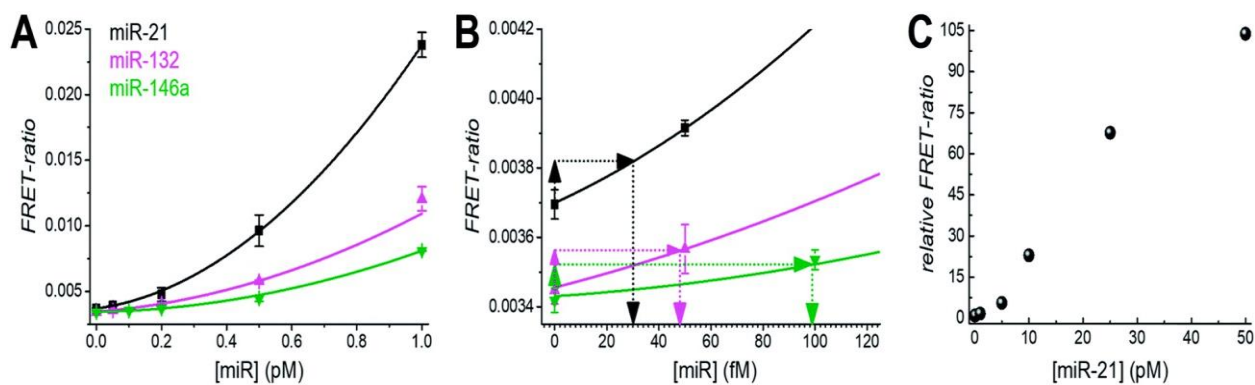 A
miR-21
miR-132
miR-146a
FRET-ratio
0.025
0.020
0.015
0.010
0.005
0.0 0.2 0.4 0.6 0.8 1.0
[miR] (pM)
B
FRET-ratio
0.0042
0.0040
0.0038
0.0036
0.0034
0 20 40 60 80 100 120
[miR] (fM)
C
relative FRET-ratio
105
90
75
60
45
30
15
0
0 10 20 30 40 50
[miR-21] (pM)